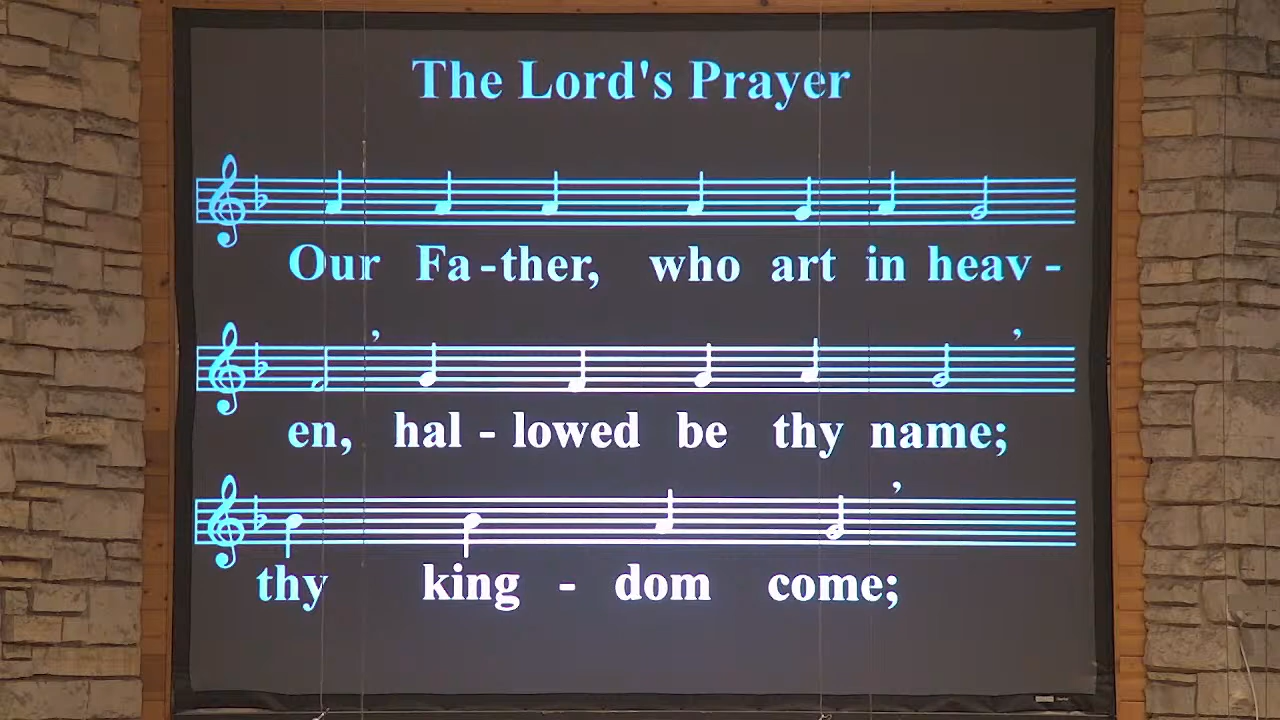 The Lord's Prayer
Our Fa - ther, who art in heav -
en, hal - lowed be thy name;
thy king - dom come;